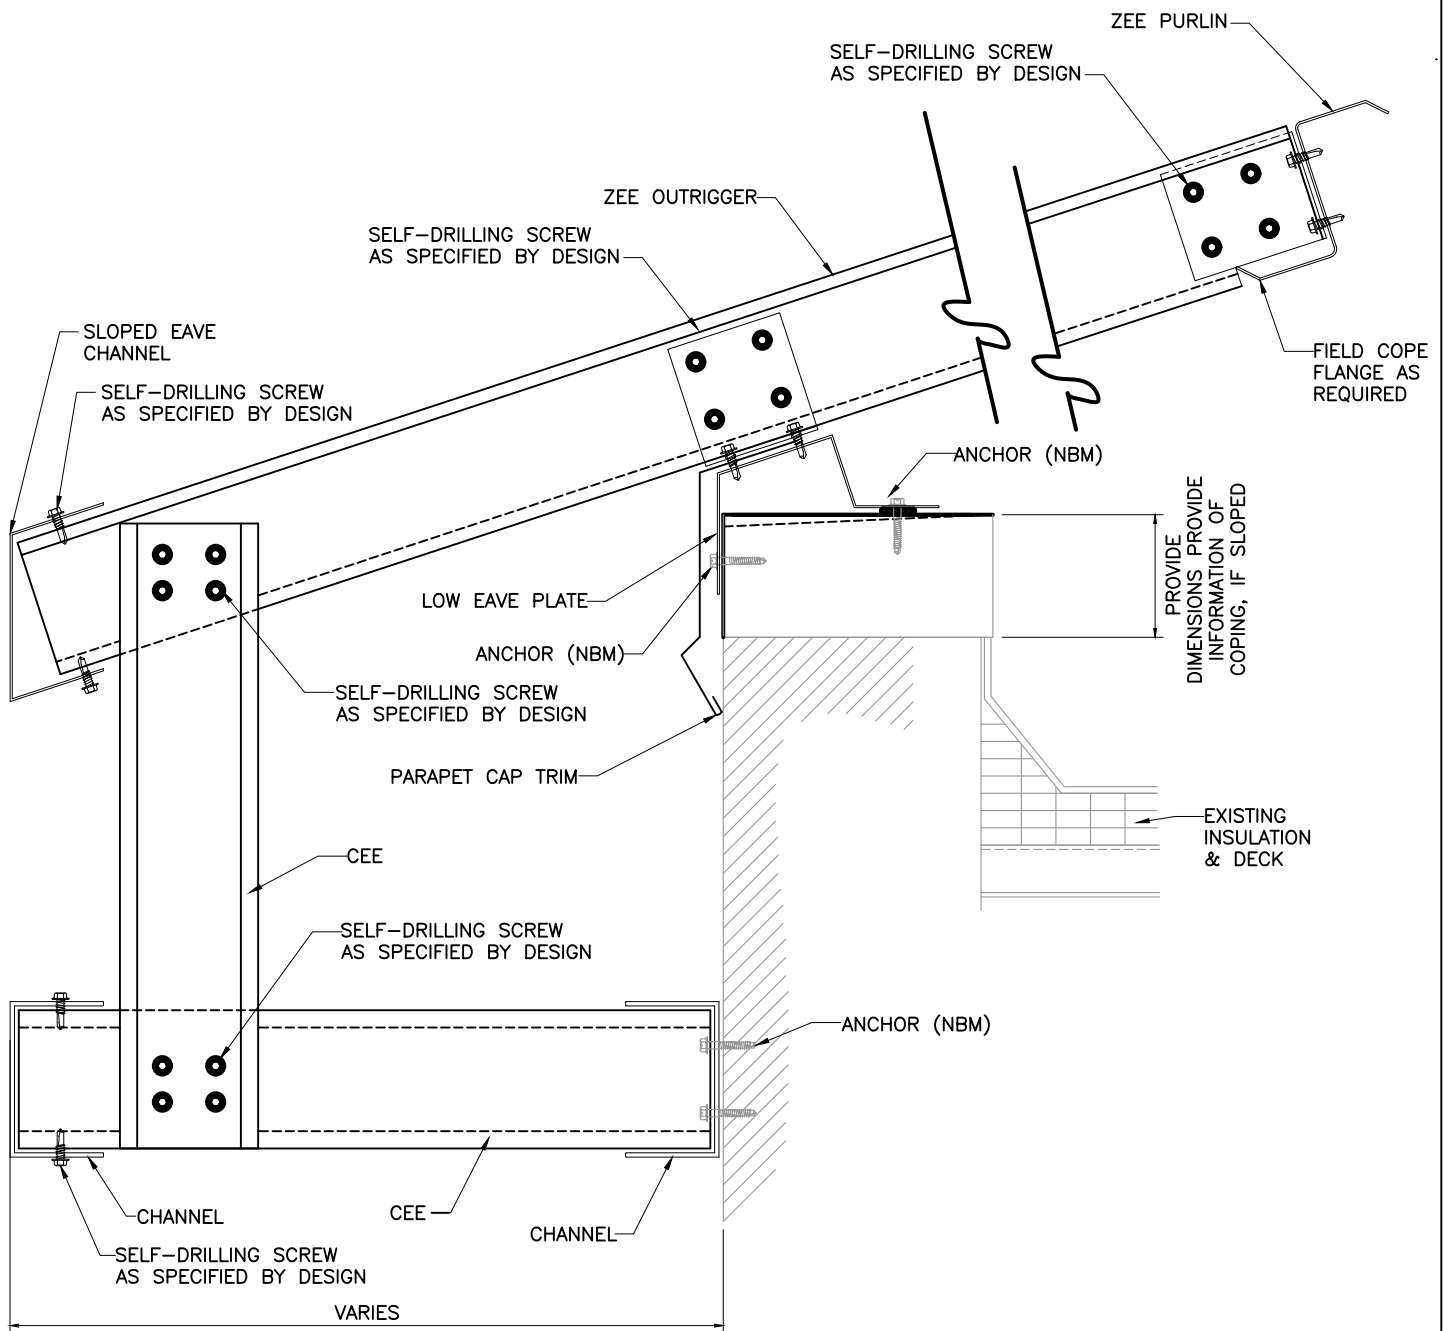 ZEE PURLIN
SELF-DRILLING SCREW
AS SPECIFIED BY DESIGN
ZEE OUTRIGGER
SELF-DRILLING SCREW
AS SPECIFIED BY DESIGN
SLOPED EAVE
CHANNEL
SELF-DRILLING SCREW
AS SPECIFIED BY DESIGN
FIELD COPE
FLANGE AS
REQUIRED
ANCHOR (NBM)
PROVIDE
DIMENSIONS PROVIDE
INFORMATION OF
COPING, IF SLOPED
LOW EAVE PLATE
ANCHOR (NBM)
SELF-DRILLING SCREW
AS SPECIFIED BY DESIGN
PARAPET CAP TRIM
EXISTING
INSULATION
& DECK
CEE
SELF-DRILLING SCREW
AS SPECIFIED BY DESIGN
ANCHOR (NBM)
CHANNEL
CEE
CHANNEL
SELF-DRILLING SCREW
AS SPECIFIED BY DESIGN
VARIES